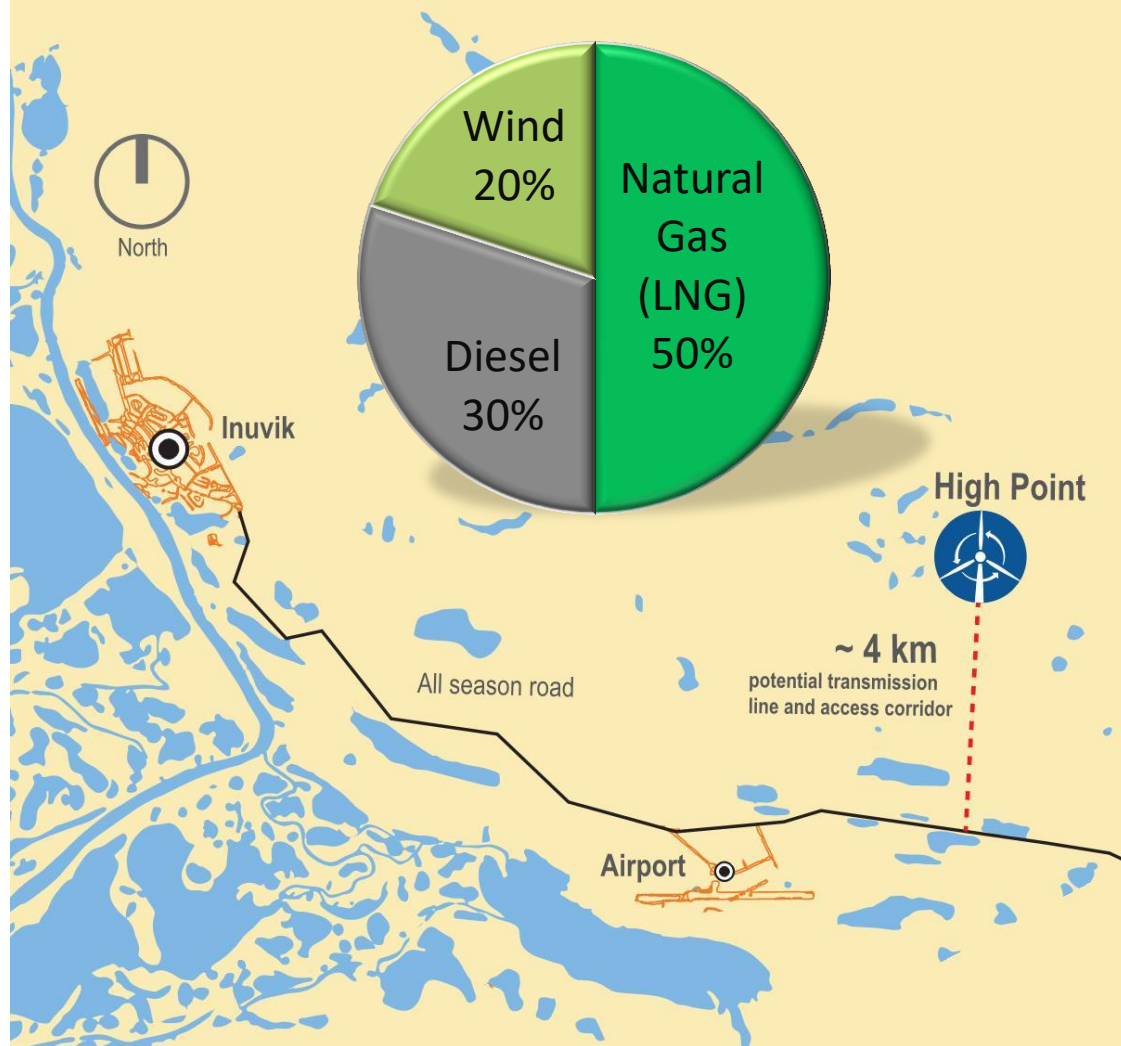 Wind
20%
Natural
Gas
(LNG)
50%
Diesel
30%
North
Inuvik
High Point
~ 4 km
potential transmission
line and access corridor
All season road
Airport